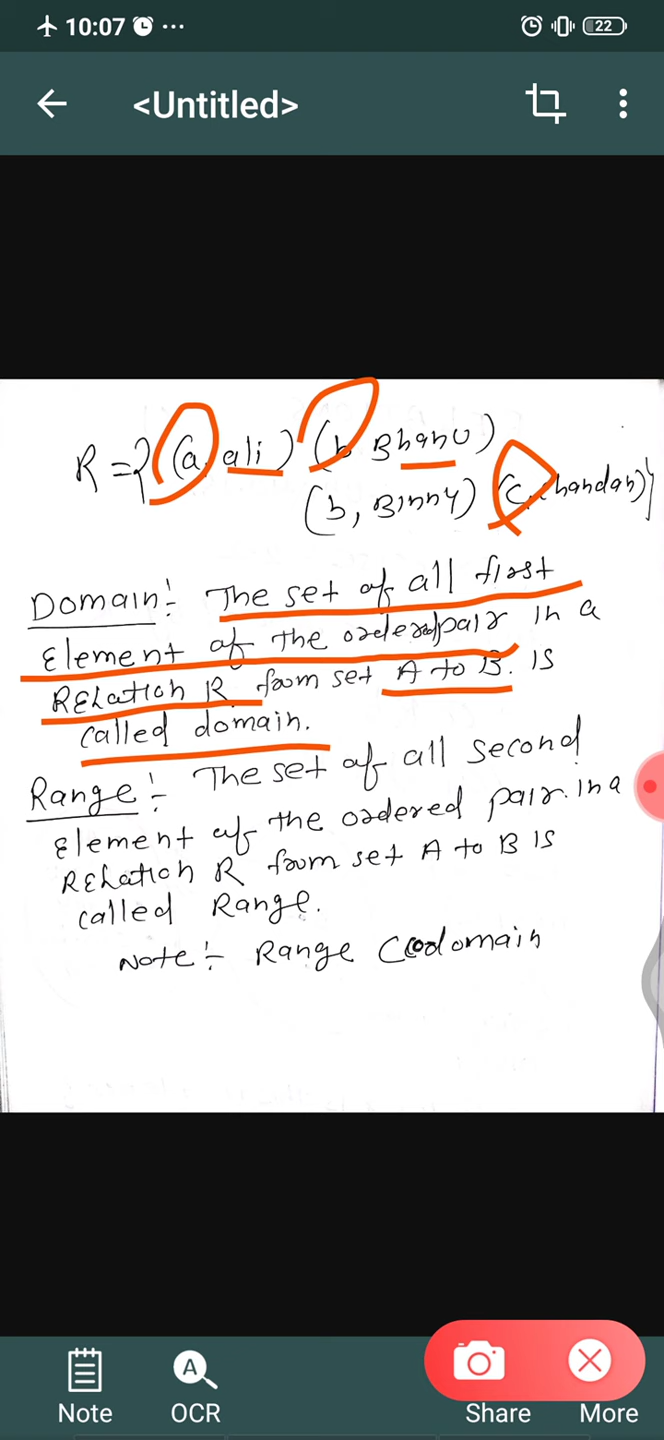 10:07 ...
22
<Untitled>
R = { (a, ali) (b Bhanu)
(b, Binny) (c, chandan)}
Domain:- The set of all first
Element of the orderedpair in a
RElation R from set A to B. is
called domain.
Range:- The set of all second
Element of the ordered pair. in a
RElation R from set A to B is
called Range.
Note:- Range Codomain
Note OCR Share More
A